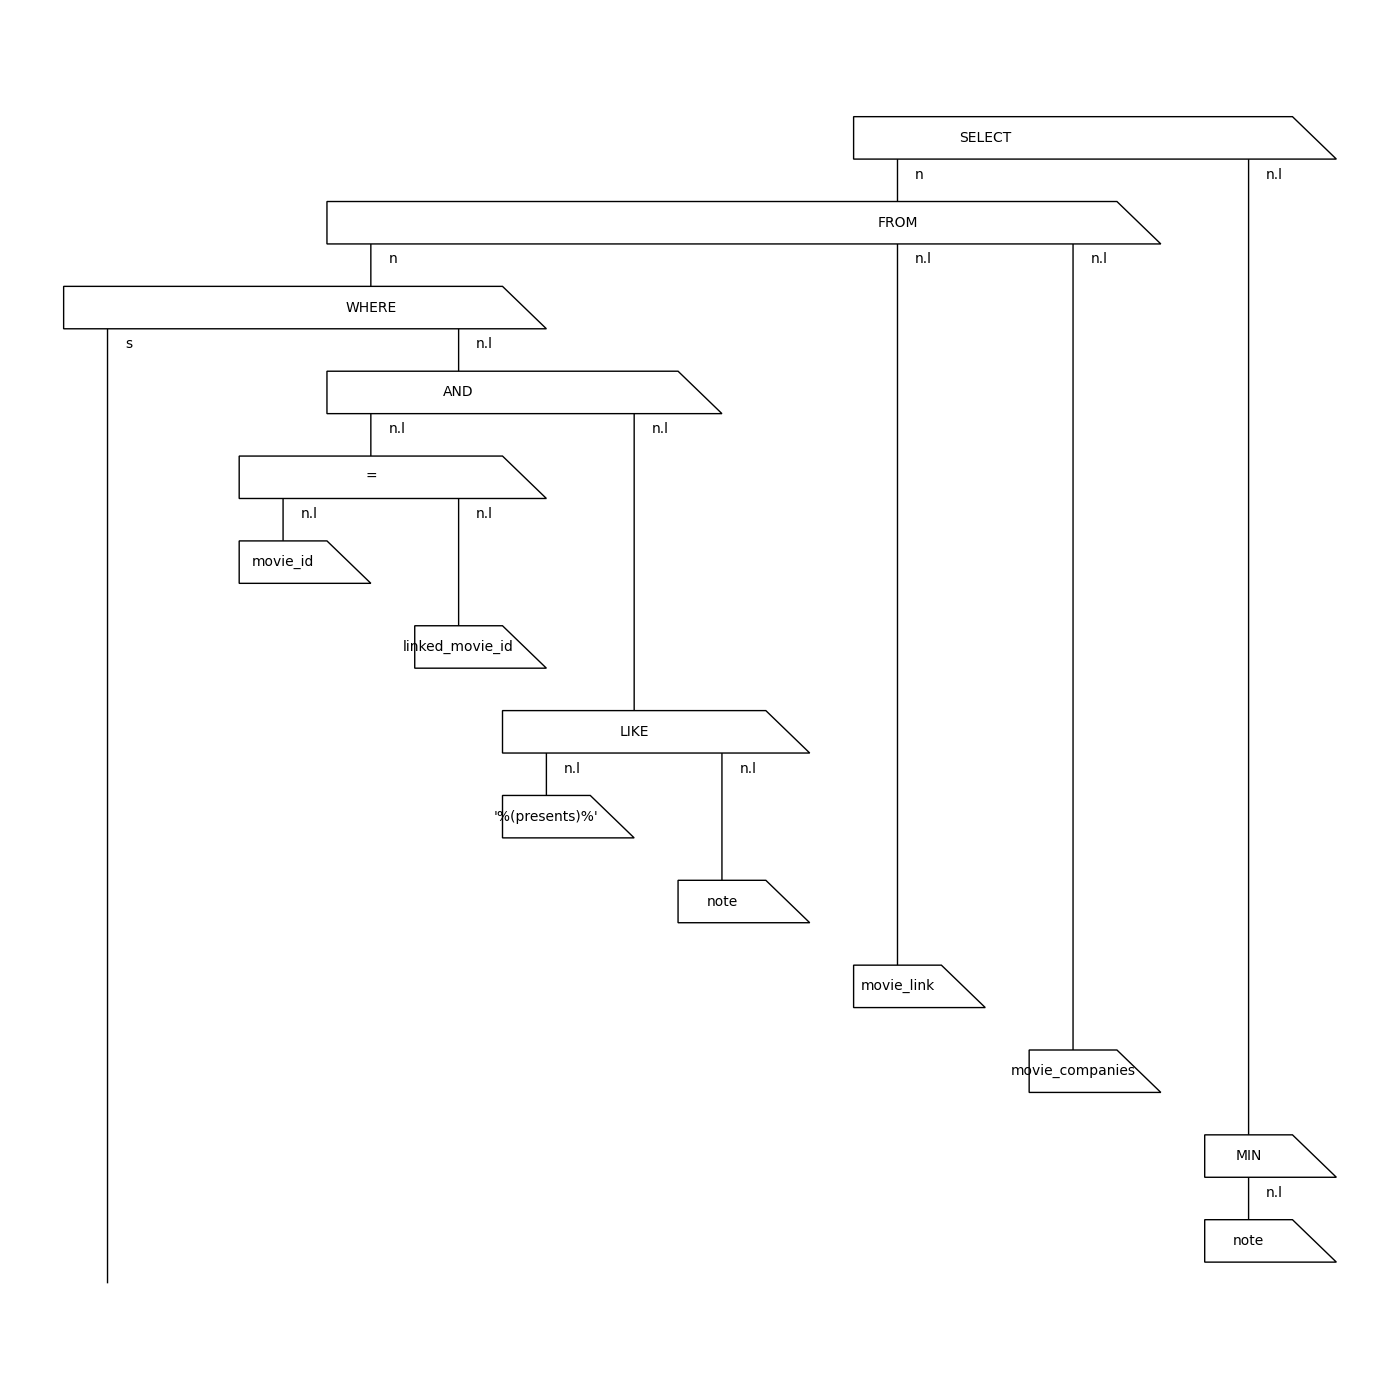 SELECT
n n.l
FROM
n n.l n.l
WHERE
s n.l
AND
n.l n.l
=
n.l n.l
movie_id
linked_movie_id
LIKE
n.l n.l
'%(presents)%'
note
movie_link
movie_companies
MIN
n.l
note